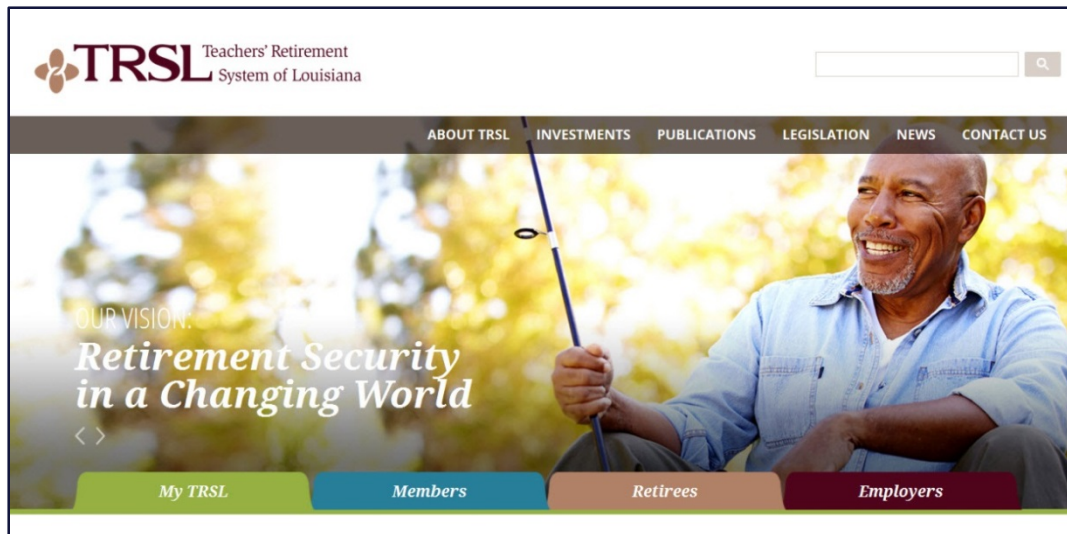 TRSL Teachers' Retirement
System of Louisiana
ABOUT TRSL INVESTMENTS PUBLICATIONS LEGISLATION NEWS CONTACT US
OUR VISION:
Retirement Security
in a Changing World
My TRSL Members Retirees Employers